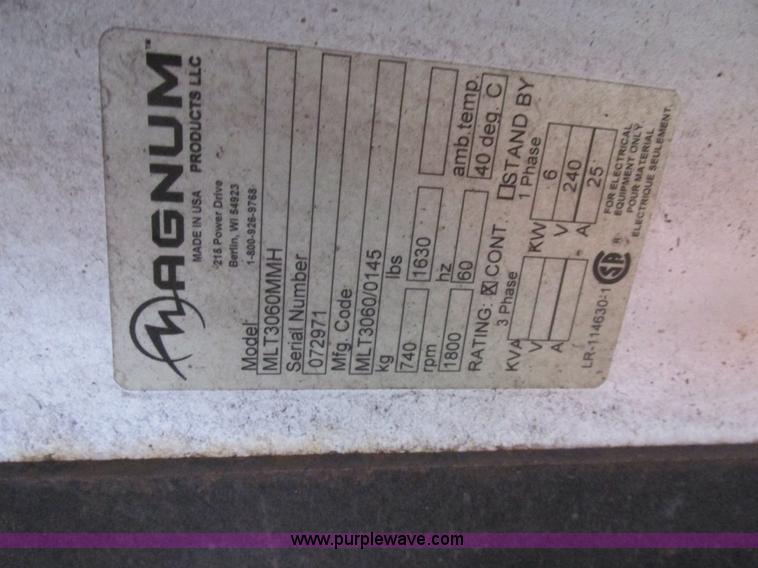 MAGNUM™
PRODUCTS LLC
MADE IN USA
215 Power Drive
Berlin, WI 54923
1-800-926-9768
Model
MLT3060MMH
Serial Number
072971
Mfg. Code
MLT3060/0145
kg lbs
740 1630
rpm hz amb.temp.
1800 60 40 deg. C
RATING: X CONT STAND BY
3 Phase 1 Phase
KVA KW 6
V V 240
A A 25
LR-114630-1
SA ®
FOR ELECTRICAL
EQUIPMENT ONLY.
POUR MATERIAL
ELECTRIQUE SEULEMENT.
www.purplewave.com